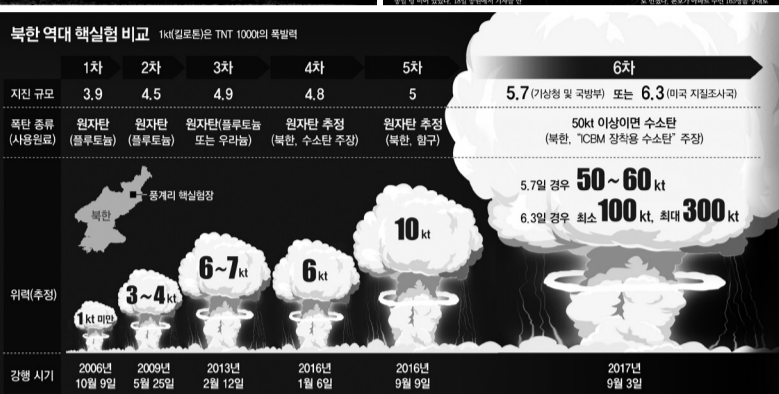 북한 역대 핵실험 비교 1kt(킬로톤)은 TNT 1000t의 폭발력
1차 2차 3차 4차 5차 6차
지진 규모 3.9 4.5 4.9 4.8 5 5.7(기상청 및 국방부) 또는 6.3(미국 지질조사국)
폭탄 종류 원자탄 원자탄 원자탄(플루토늄 원자탄 추정 원자탄 추정 50kt 이상이면 수소탄
(사용원료) (플루토늄) (플루토늄) 또는 우라늄) (북한, 수소탄 주장) (북한, 함구) (북한, "ICBM 장착용 수소탄" 주장)
풍계리 핵실험장
북한
위력(추정)
1kt 미만
3~4kt
6~7kt
6kt
10kt
5.7일 경우 50~60kt
6.3일 경우 최소 100kt, 최대 300kt
강행 시기
2006년 2009년 2013년 2016년 2016년 2017년
10월 9일 5월 25일 2월 12일 1월 6일 9월 9일 9월 3일